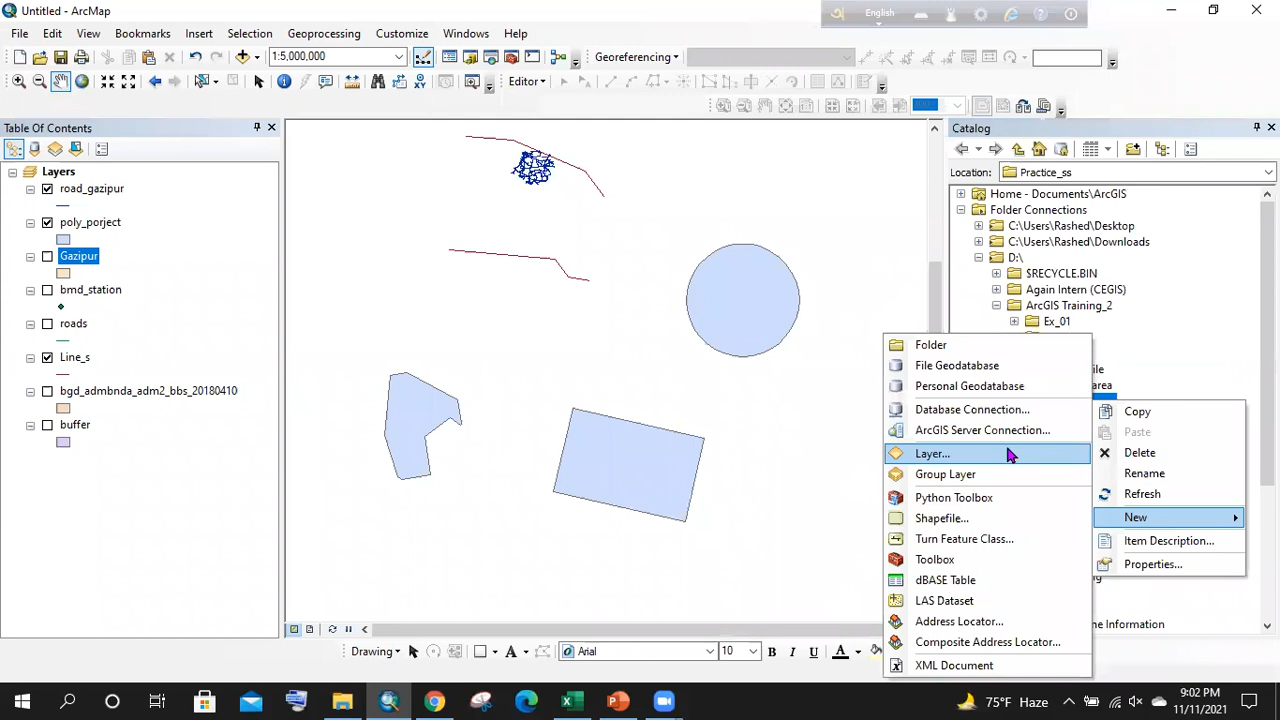 Untitled - ArcMap
English
File Edit View Bookmarks Insert Selection Geoprocessing Customize Windows Help
1:5,000,000
Georeferencing
Editor
Table Of Contents
Layers
road_gazipur
poly_porject
Gazipur
bmd_station
roads
Line_s
bgd_admbnda_adm2_bbs_20180410
buffer
Catalog
Location: Practice_ss
Home - Documents\ArcGIS
Folder Connections
C:\Users\Rashed\Desktop
C:\Users\Rashed\Downloads
D:\
$RECYCLE.BIN
Again Intern (CEGIS)
ArcGIS Training_2
Ex_01
Folder
File Geodatabase
Personal Geodatabase
Database Connection...
ArcGIS Server Connection...
Layer...
Group Layer
Python Toolbox
Shapefile...
Turn Feature Class...
Toolbox
dBASE Table
LAS Dataset
Address Locator...
Composite Address Locator...
XML Document
Copy
Paste
Delete
Rename
Refresh
New
Item Description...
Properties...
Drawing
A
Arial
10
B I U A
75°F Haze
9:02 PM
11/11/2021